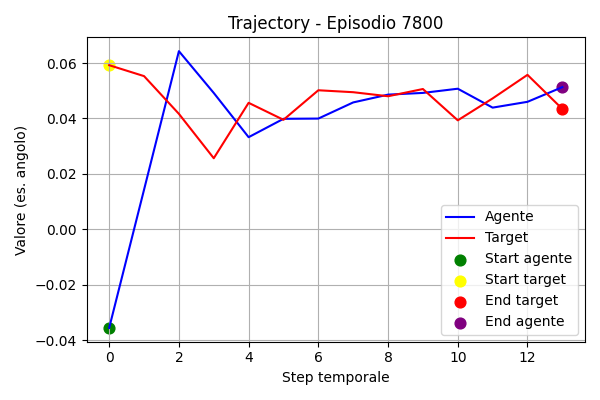 Trajectory - Episodio 7800
Valore (es. angolo)
0.06
0.04
0.02
0.00
−0.02
−0.04
0 2 4 6 8 10 12
Step temporale
Agente
Target
Start agente
Start target
End target
End agente